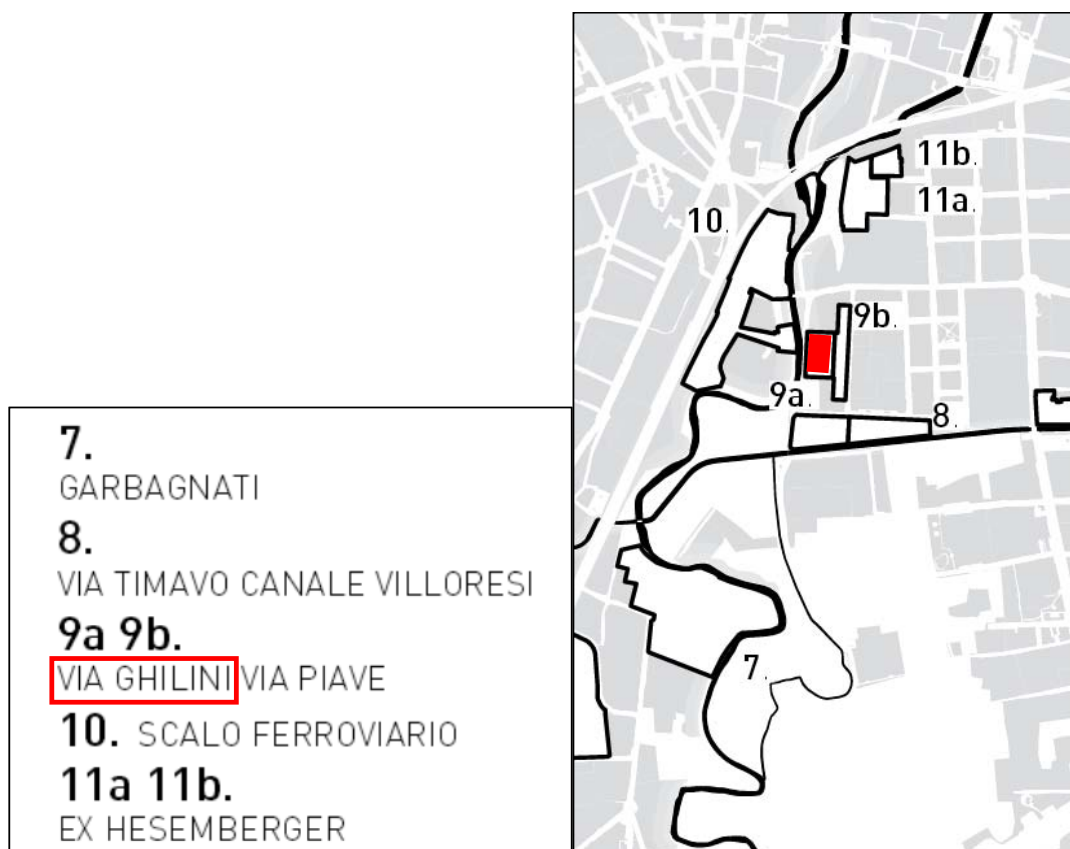 7.
GARBAGNATI
8.
VIA TIMAVO CANALE VILLORESI
9a 9b.
VIA GHILINI VIA PIAVE
10. SCALO FERROVIARIO
11a 11b.
EX HESEMBERGER
11b.
11a.
10.
9b.
9a.
8.
7.